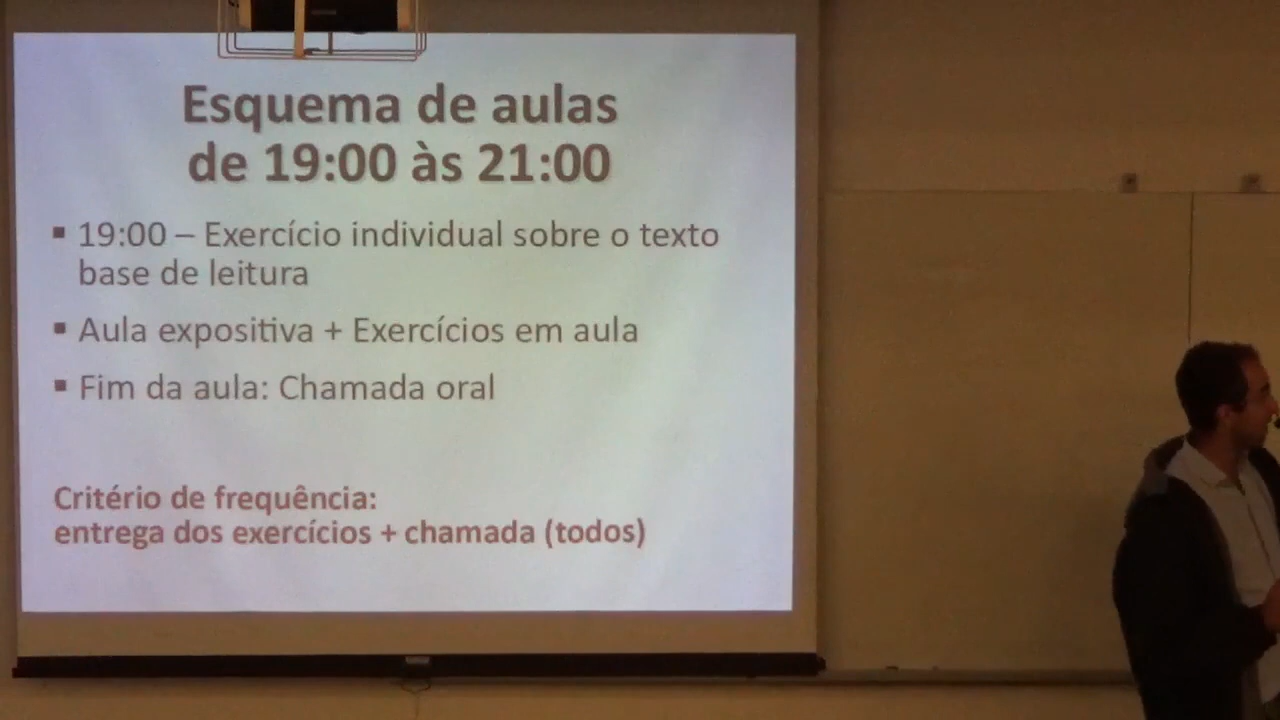 Esquema de aulas
de 19:00 às 21:00
▪ 19:00 – Exercício individual sobre o texto
base de leitura
▪ Aula expositiva + Exercícios em aula
▪ Fim da aula: Chamada oral
Critério de frequência:
entrega dos exercícios + chamada (todos)